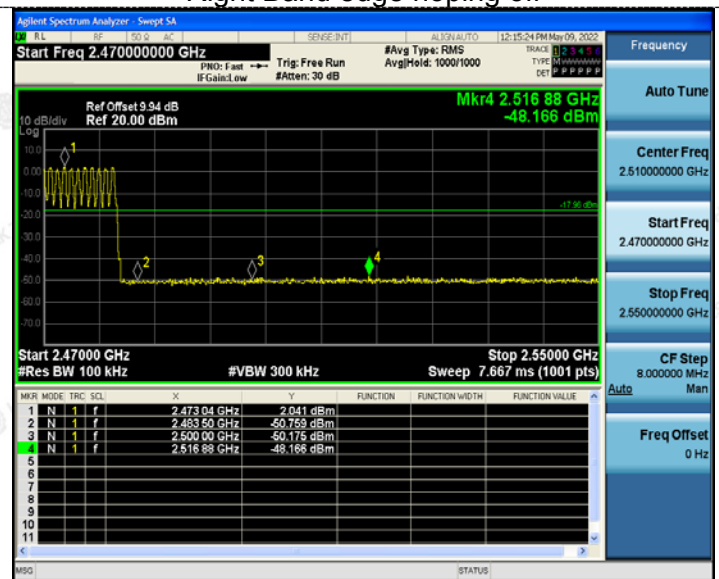 Right Band edge hoping off
Agilent Spectrum Analyzer - Swept SA
RL RF 50 Ω AC SENSE:INT ALIGNAUTO 12:15:24 PM May 09, 2022
Start Freq 2.470000000 GHz
PNO: Fast
IFGain:Low
Trig: Free Run
#Atten: 30 dB
#Avg Type: RMS
Avg|Hold: 1000/1000
TRACE 1 2 3 4 5 6
TYPE M W W W W W
DET P P P P P P
Ref Offset 9.94 dB
10 dB/div Ref 20.00 dBm
Mkr4 2.516 88 GHz
-48.166 dBm
Log
10.0
0.00
-10.0
-20.0
-30.0
-40.0
-50.0
-60.0
-70.0
1
2
3
4
-17.96 dBm
Start 2.47000 GHz Stop 2.55000 GHz
#Res BW 100 kHz #VBW 300 kHz Sweep 7.667 ms (1001 pts)
MKR MODE TRC SCL X Y FUNCTION FUNCTION WIDTH FUNCTION VALUE
1 N 1 f 2.473 04 GHz 2.041 dBm
2 N 1 f 2.483 50 GHz -50.759 dBm
3 N 1 f 2.500 00 GHz -50.175 dBm
4 N 1 f 2.516 88 GHz -48.166 dBm
5
6
7
8
9
10
11
MSG STATUS
Frequency
Auto Tune
Center Freq
2.510000000 GHz
Start Freq
2.470000000 GHz
Stop Freq
2.550000000 GHz
CF Step
8.000000 MHz
Auto Man
Freq Offset
0 Hz